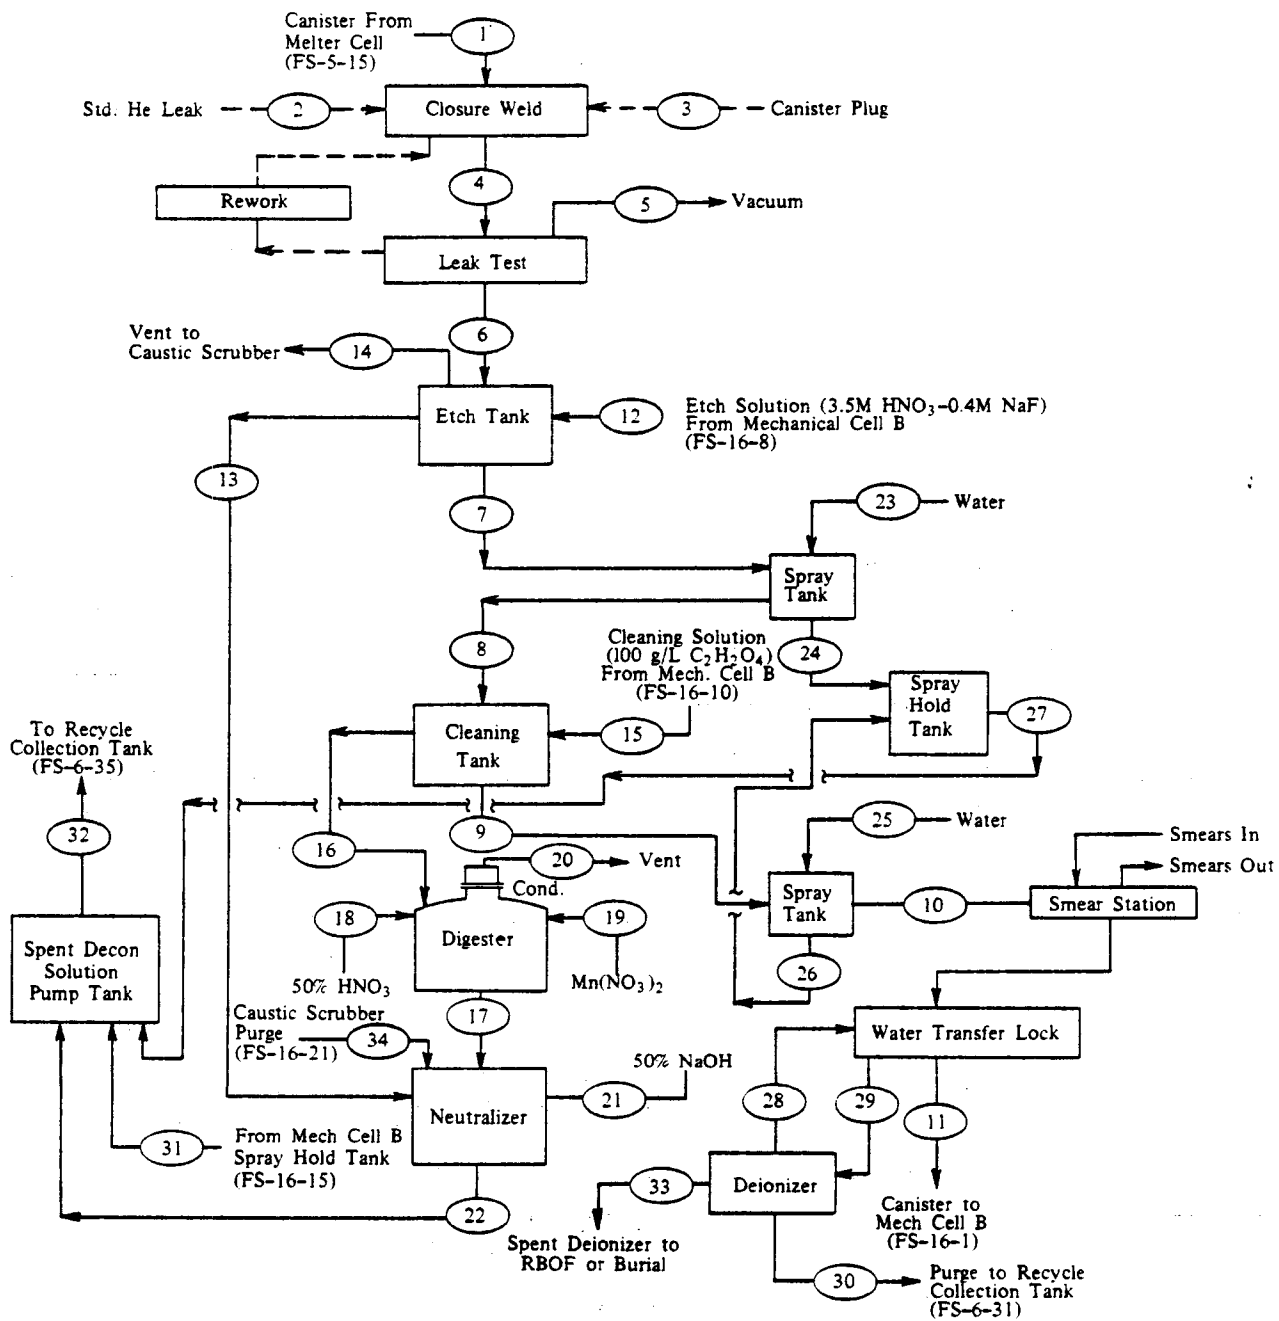 Canister From
Melter Cell
(FS-5-15)
1
Std. He Leak
2
Closure Weld
3
Canister Plug
4
Rework
5
Vacuum
Leak Test
6
Vent to
Caustic Scrubber
14
Etch Tank
12
Etch Solution (3.5M HNO3-0.4M NaF)
From Mechanical Cell B
(FS-16-8)
13
7
23
Water
Spray
Tank
8
Cleaning Solution
(100 g/L C2H2O4)
From Mech. Cell B
(FS-16-10)
24
Spray
Hold
Tank
27
To Recycle
Collection Tank
(FS-6-35)
Cleaning
Tank
15
32
16
9
25
Water
Smears In
Smears Out
20
Vent
Cond.
18
Digester
19
Spray
Tank
10
Smear Station
Spent Decon
Solution
Pump Tank
50% HNO3
Mn(NO3)2
26
Caustic Scrubber
Purge
(FS-16-21)
34
17
Water Transfer Lock
50% NaOH
Neutralizer
21
28
29
11
31
From Mech Cell B
Spray Hold Tank
(FS-16-15)
33
Deionizer
22
Canister to
Mech Cell B
(FS-16-1)
Spent Deionizer to
RBOF or Burial
30
Purge to Recycle
Collection Tank
(FS-6-31)